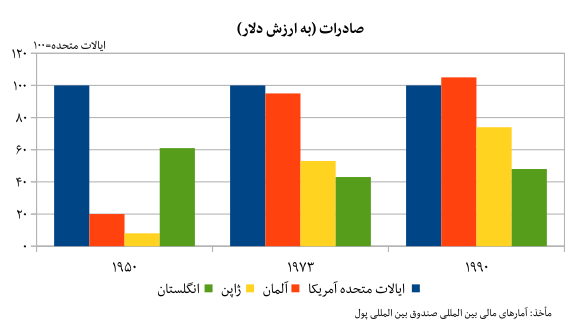 صادرات (به ارزش دلار)
ایالات متحده=۱۰۰
۱۲۰
۱۰۰
۸۰
۶۰
۴۰
۲۰
۰
۱۹۵۰ ۱۹۷۳ ۱۹۹۰
ایالات متحده آمریکا آلمان ژاپن انگلستان
مأخذ: آمارهای مالی بین المللی صندوق بین المللی پول